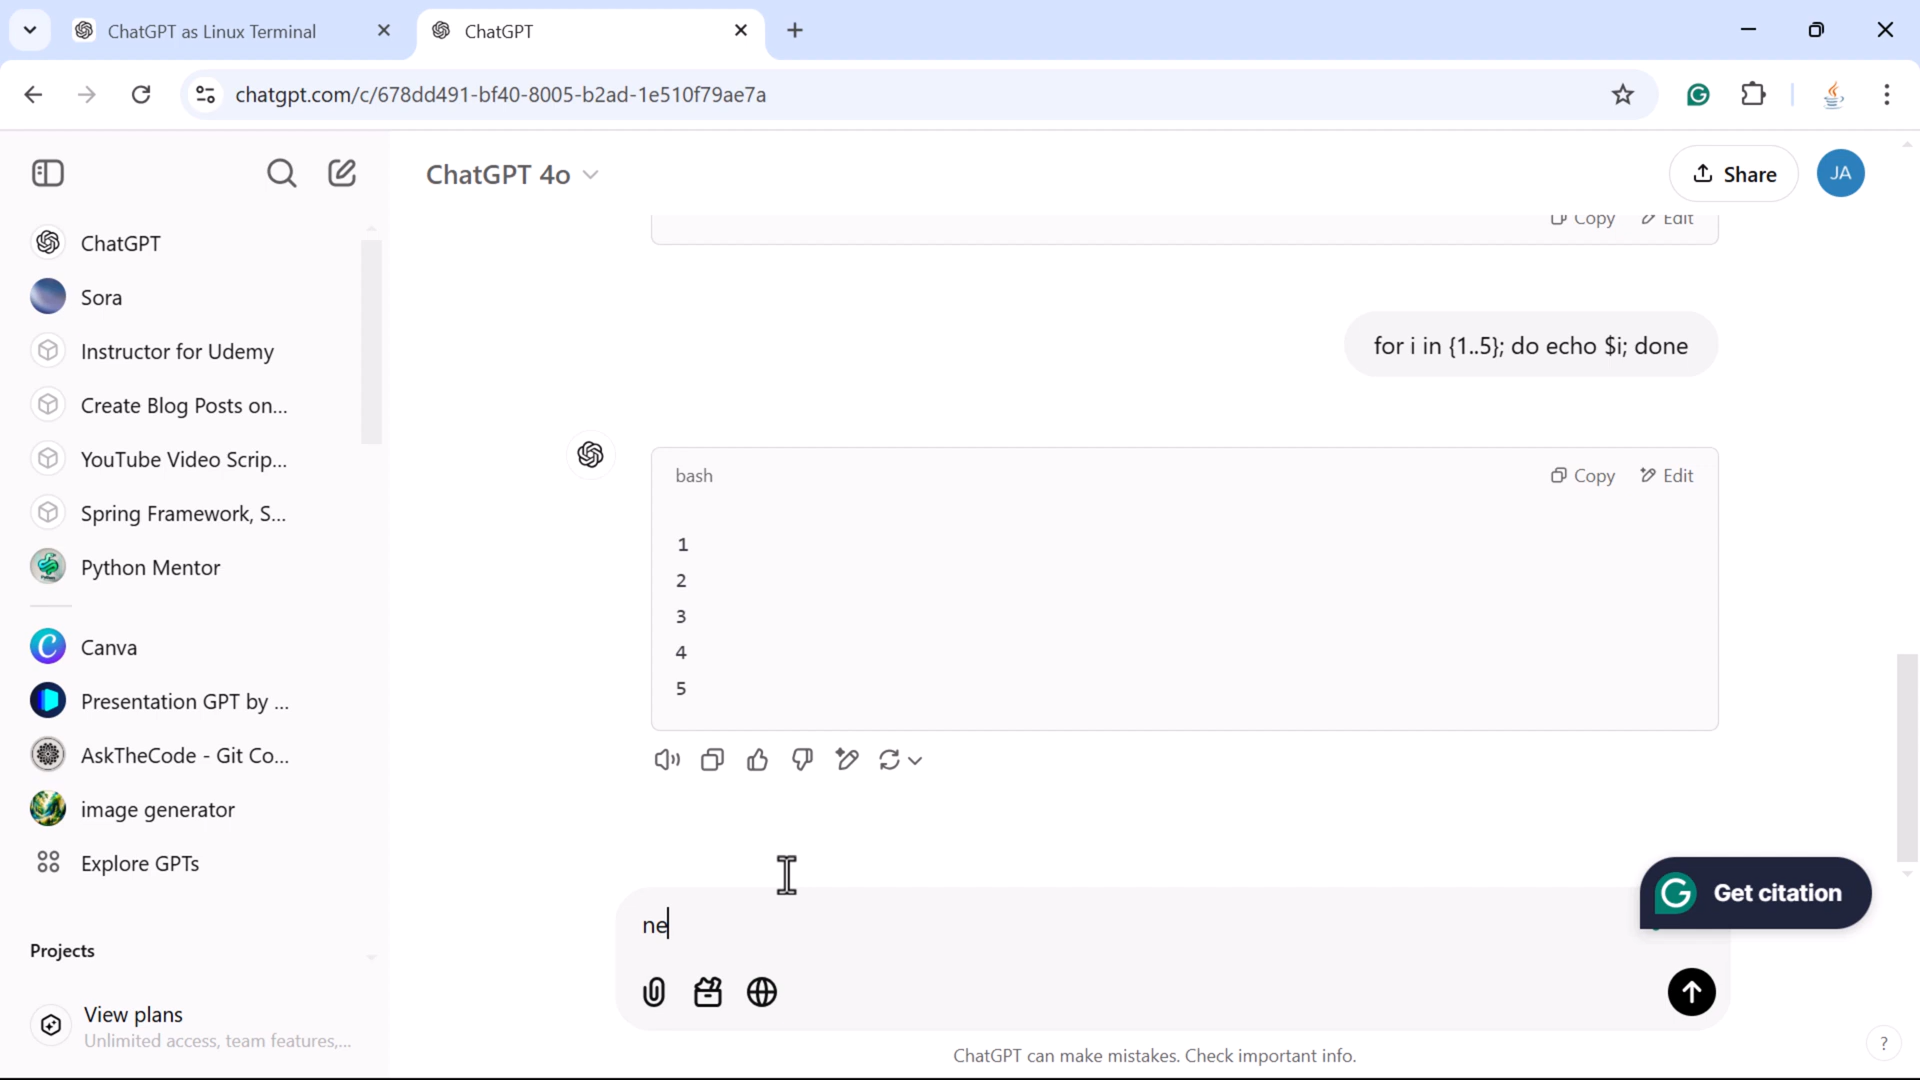 ChatGPT as Linux Terminal
ChatGPT
chatgpt.com/c/678dd491-bf40-8005-b2ad-1e510f79ae7a
ChatGPT 4o
Share
JA
ChatGPT
Sora
Instructor for Udemy
Create Blog Posts on...
YouTube Video Scrip...
Spring Framework, S...
Python Mentor
Canva
Presentation GPT by ...
AskTheCode - Git Co...
image generator
Explore GPTs
Projects
View plans
Unlimited access, team features,...
Copy Edit
for i in {1..5}; do echo $i; done
bash
Copy Edit
1
2
3
4
5
Get citation
ne
ChatGPT can make mistakes. Check important info.
?